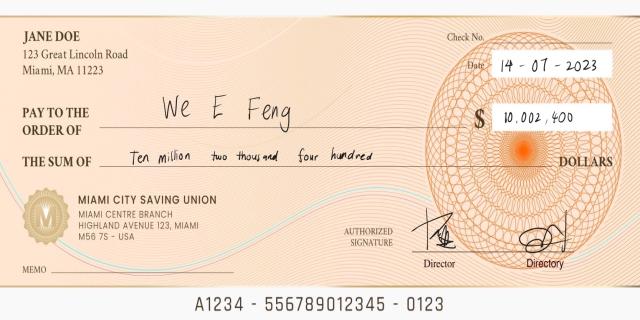 JANE DOE
123 Great Lincoln Road
Miami, MA 11223
Check No.
Date 14 - 07 - 2023
PAY TO THE
ORDER OF We E Feng
$ 10,002,400
THE SUM OF Ten million two thousand four hundred DOLLARS
M
MIAMI CITY SAVING UNION
MIAMI CENTRE BRANCH
HIGHLAND AVENUE 123, MIAMI
M56 7S - USA
AUTHORIZED
SIGNATURE
Director
Directory
MEMO
A1234 - 556789012345 - 0123